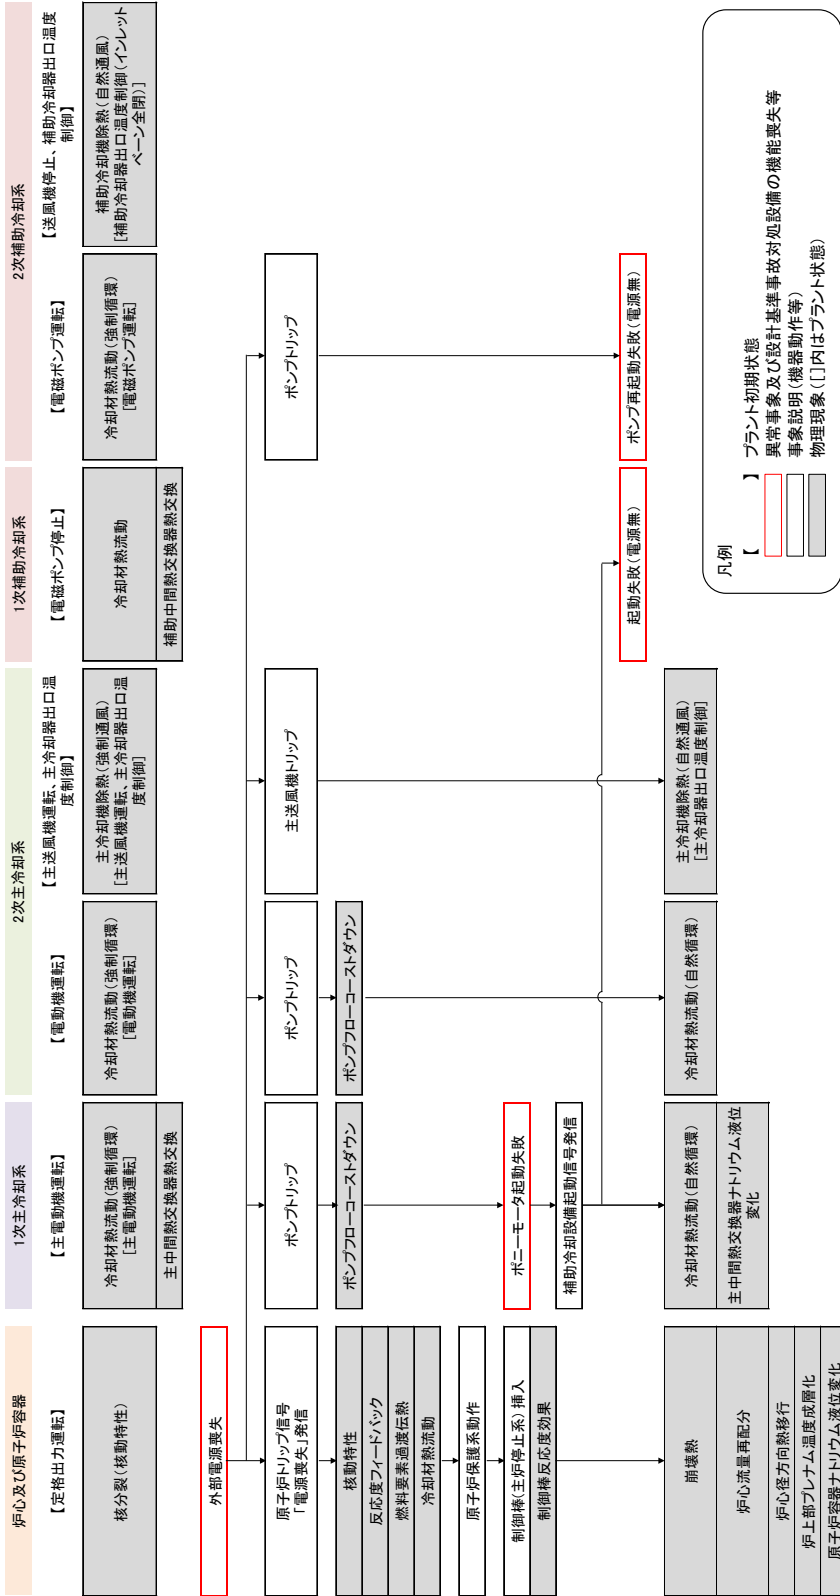 炉心及び原子炉容器
1次主冷却系
2次主冷却系
1次補助冷却系
2次補助冷却系
【定格出力運転】
【主電動機運転】
【電動機運転】
【主送風機運転、主冷却器出口温
度制御】
【電磁ポンプ停止】
【電磁ポンプ運転】
【送風機停止、補助冷却器出口温度
制御】
核分裂（核動特性）
冷却材熱流動（強制循環）
［主電動機運転］
主中間熱交換器熱交換
冷却材熱流動（強制循環）
［電動機運転］
主冷却機除熱（強制通風）
［主送風機運転、主冷却器出口温
度制御］
冷却材熱流動
補助中間熱交換器熱交換
冷却材熱流動（強制循環）
［電磁ポンプ運転］
補助冷却機除熱（自然通風）
［補助冷却器出口温度制御（インレット
ベーン全閉）］
外部電源喪失
原子炉トリップ信号
「電源喪失」発信
ポンプトリップ
ポンプトリップ
主送風機トリップ
ポンプトリップ
核動特性
反応度フィードバック
燃料要素過渡伝熱
冷却材熱流動
ポンプフローコーストダウン
ポンプフローコーストダウン
原子炉保護系動作
制御棒（主炉停止系）挿入
制御棒反応度効果
ポニーモータ起動失敗
補助冷却設備起動信号発信
起動失敗（電源無）
ポンプ再起動失敗（電源無）
崩壊熱
炉心流量再配分
炉心径方向熱移行
炉上部プレナム温度成層化
原子炉容器ナトリウム液位変化
冷却材熱流動（自然循環）
主中間熱交換器ナトリウム液位
変化
冷却材熱流動（自然循環）
主冷却機除熱（自然通風）
［主冷却器出口温度制御］
凡例
【　　】 プラント初期状態
異常事象及び設計基準事故対処設備の機能喪失等
事象説明（機器動作等）
物理現象（［］内はプラント状態）